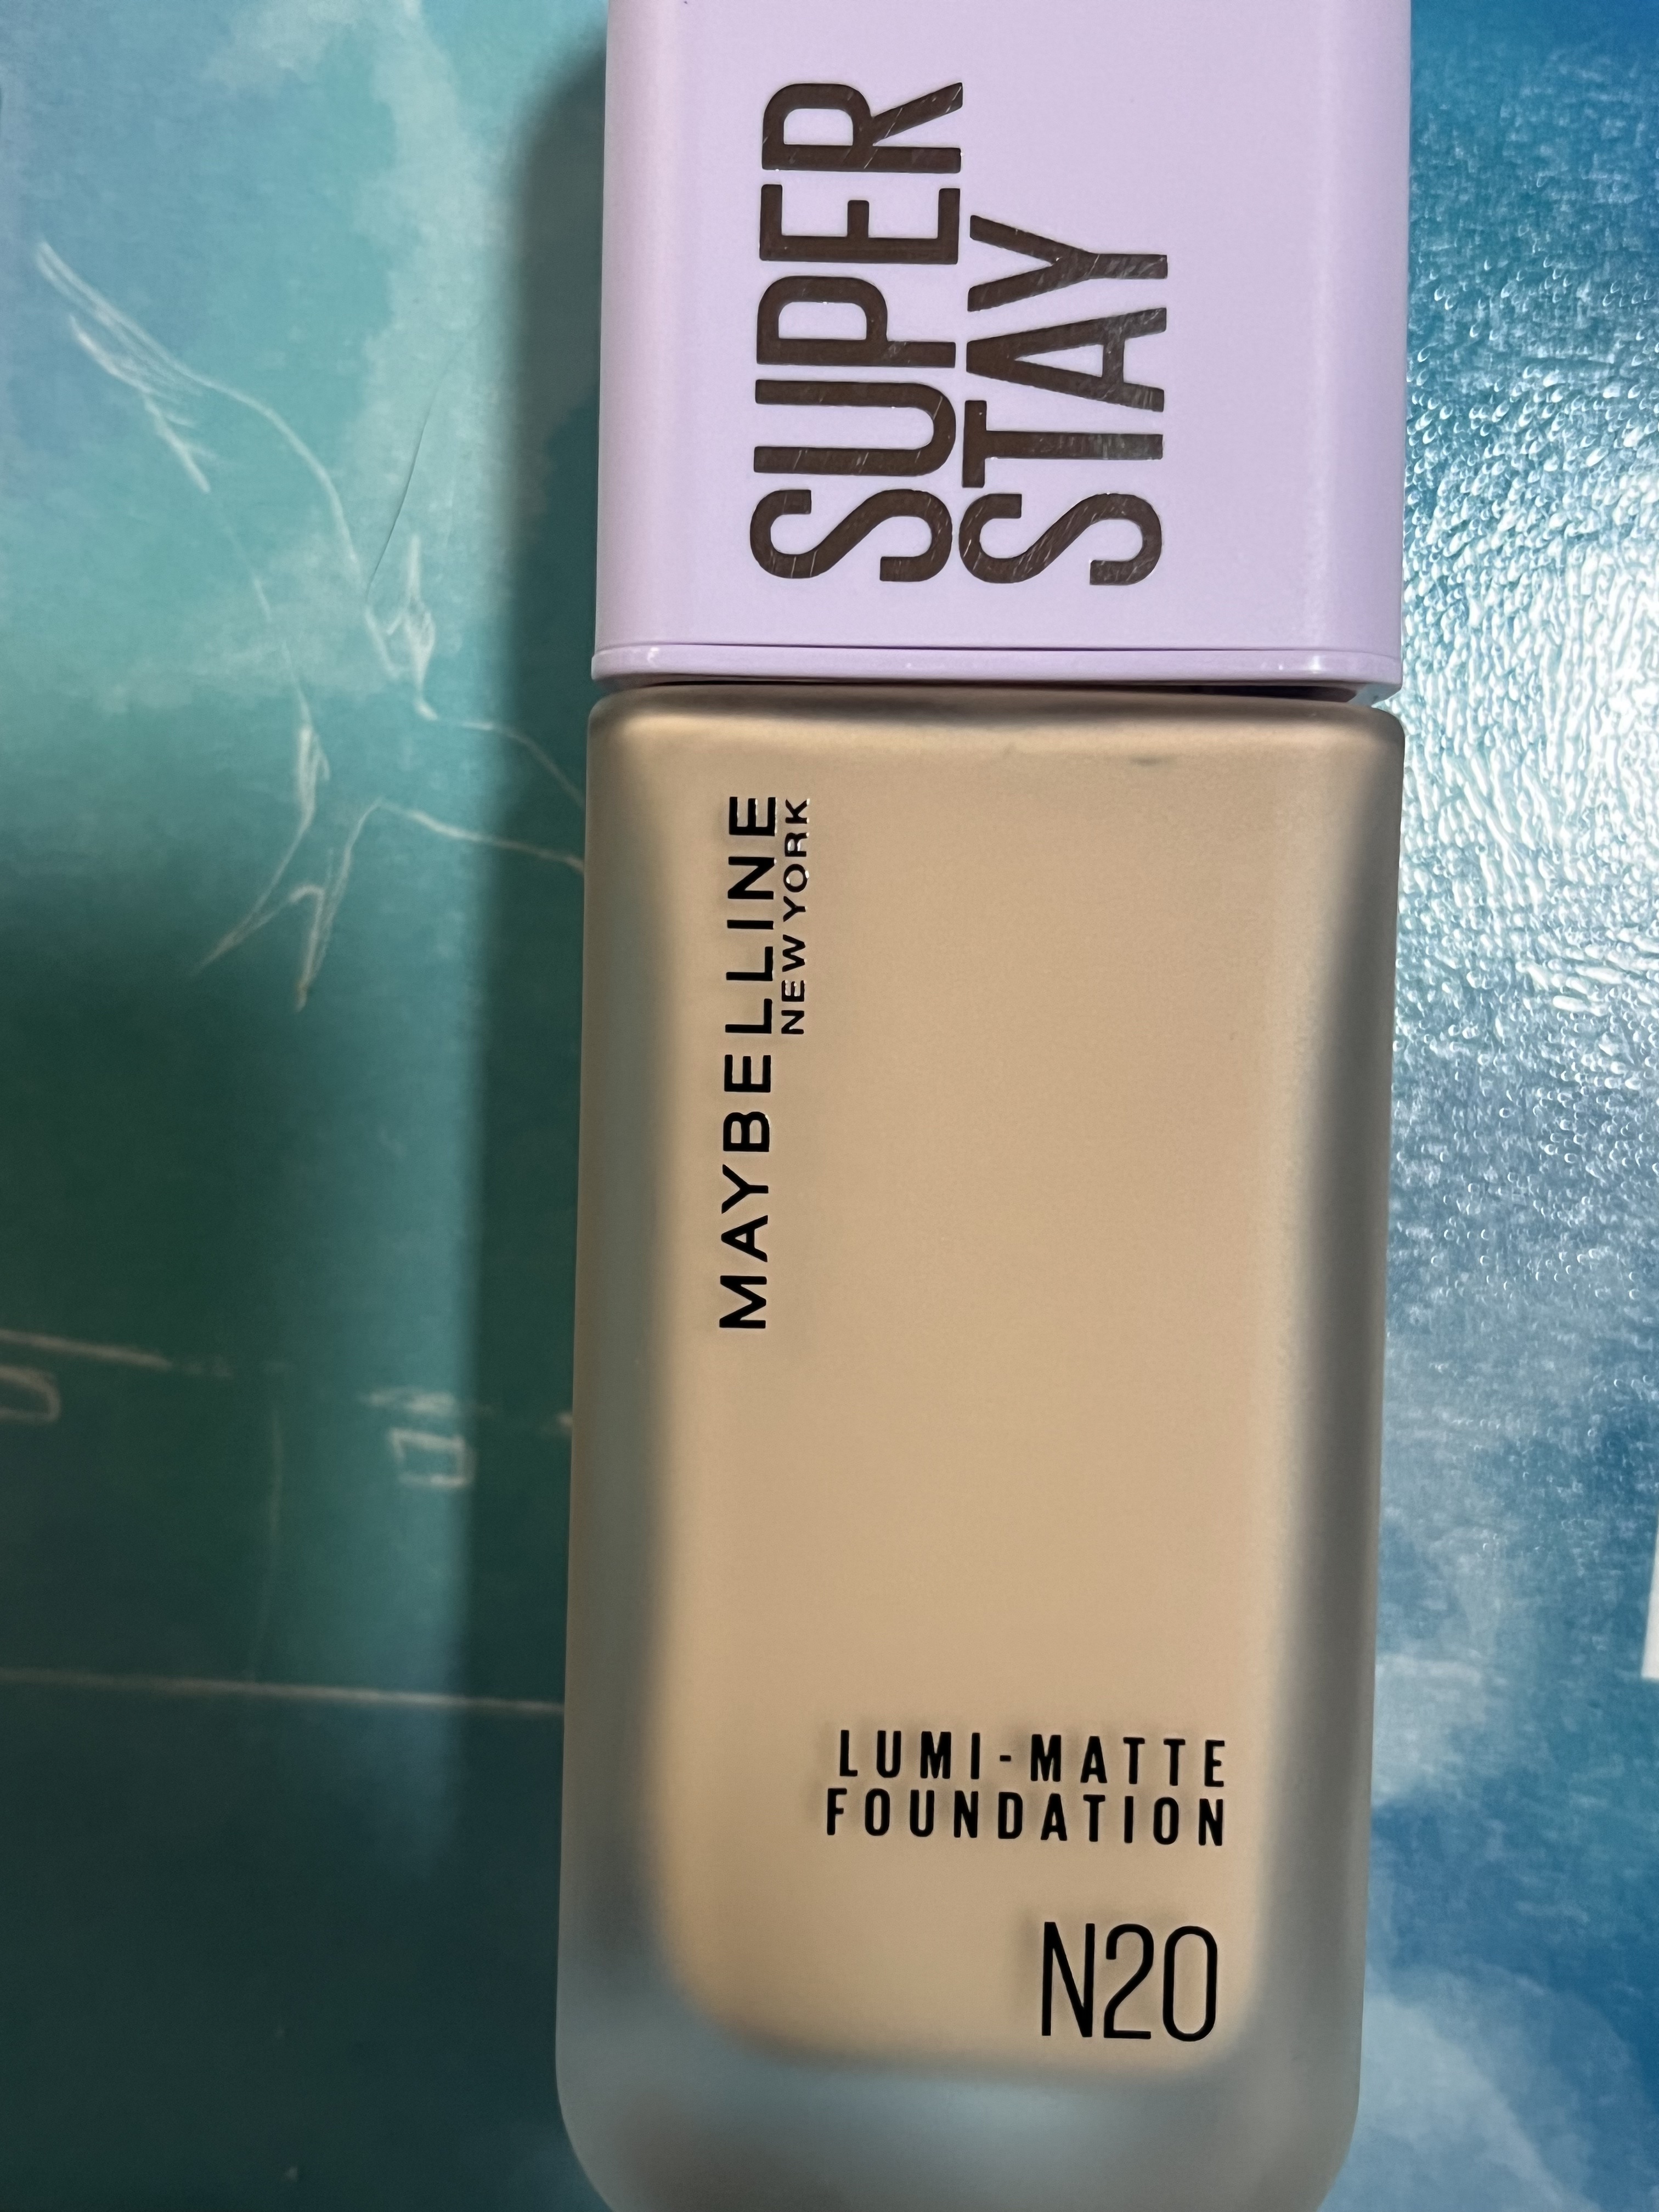 SUPER
STAY
MAYBELLINE
NEW YORK
LUMI-MATTE
FOUNDATION
N20